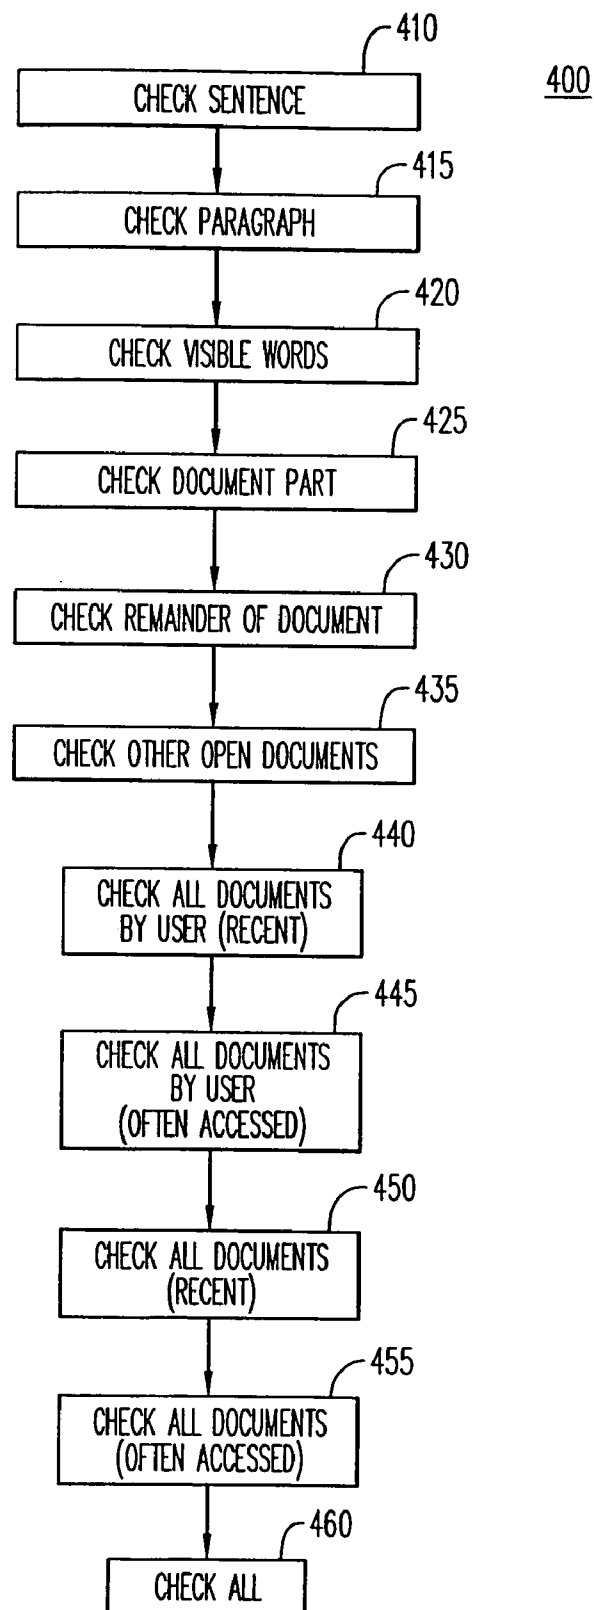 410
400
CHECK SENTENCE
415
CHECK PARAGRAPH
420
CHECK VISIBLE WORDS
425
CHECK DOCUMENT PART
430
CHECK REMAINDER OF DOCUMENT
435
CHECK OTHER OPEN DOCUMENTS
440
CHECK ALL DOCUMENTS
BY USER (RECENT)
445
CHECK ALL DOCUMENTS
BY USER
(OFTEN ACCESSED)
450
CHECK ALL DOCUMENTS
(RECENT)
455
CHECK ALL DOCUMENTS
(OFTEN ACCESSED)
460
CHECK ALL